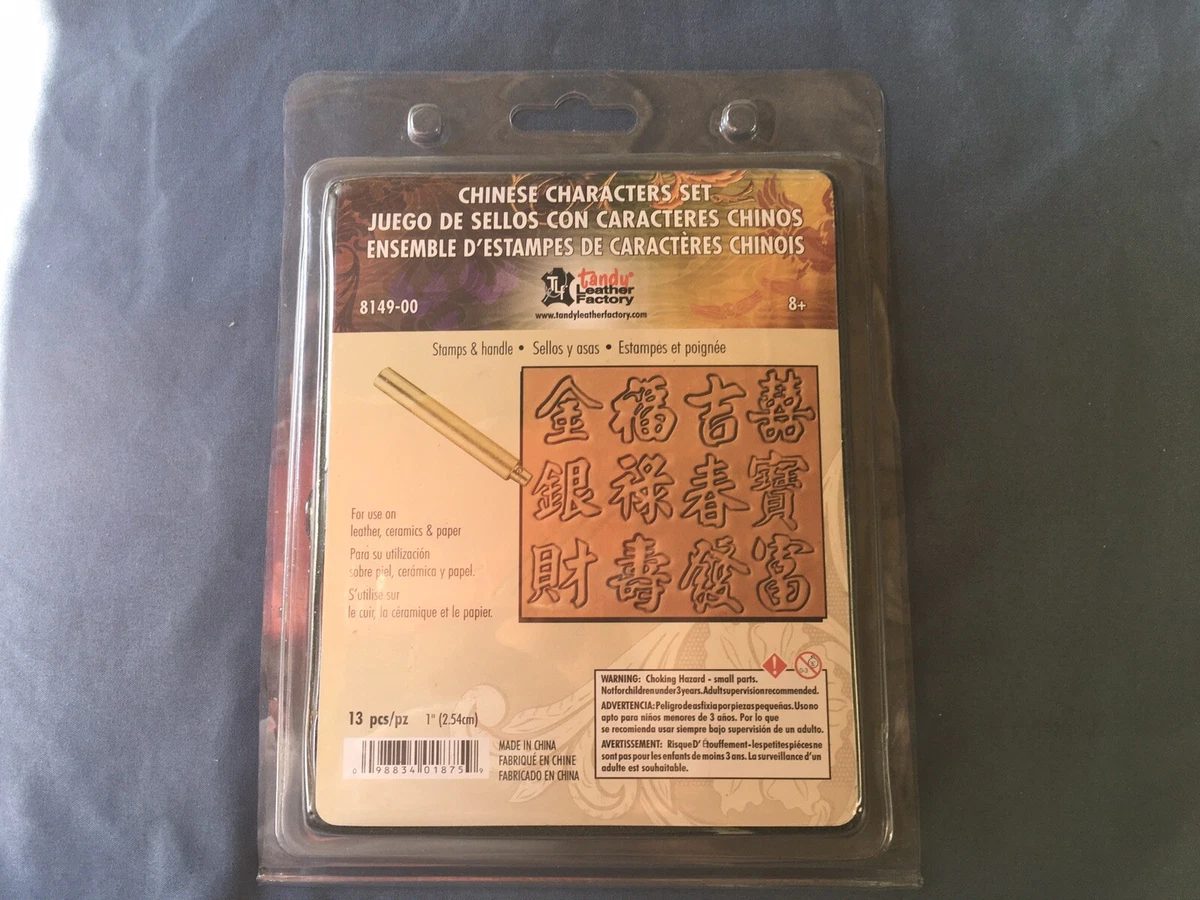 CHINESE CHARACTERS SET
JUEGO DE SELLOS CON CARACTERES CHINOS
ENSEMBLE D'ESTAMPES DE CARACTÈRES CHINOIS
TLF tandy®
Leather
Factory
8149-00
8+
www.tandyleatherfactory.com
Stamps & handle • Sellos y asas • Estampes et poignée
金 福 吉 囍
銀 祿 春 寶
財 壽 發 富
For use on
leather, ceramics & paper
Para su utilización
sobre piel, cerámica y papel.
S'utilise sur
le cuir, la céramique et le papier.
0-3
WARNING: Choking Hazard - small parts.
Not for children under 3 years. Adult supervision recommended.
ADVERTENCIA: Peligro de asfixia por piezas pequeñas. Uso no
apto para niños menores de 3 años. Por lo que
se recomienda usar siempre bajo supervisión de un adulto.
AVERTISSEMENT: Risque D' Étouffement - les petites piéces ne
sont pas pour les enfants de moins 3 ans. La surveillance d'un
adulte est souhaitable.
13 pcs/pz 1" (2.54cm)
0 98834 01875 9
MADE IN CHINA
FABRIQUÉ EN CHINE
FABRICADO EN CHINA